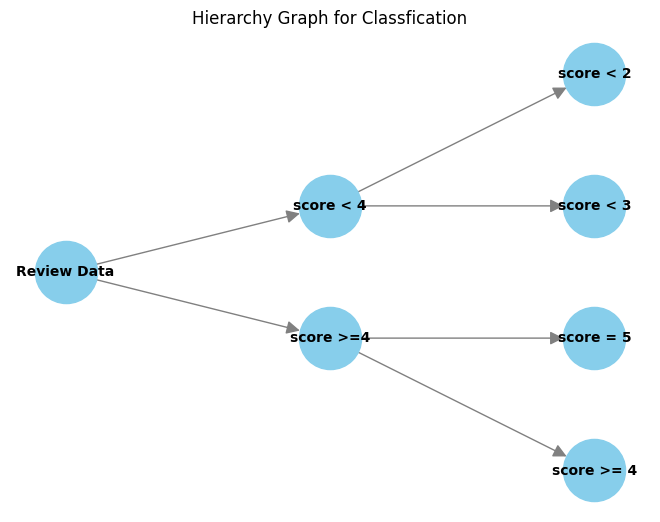 Hierarchy Graph for Classfication
score < 2
score < 4
score < 3
Review Data
score >=4
score = 5
score >= 4